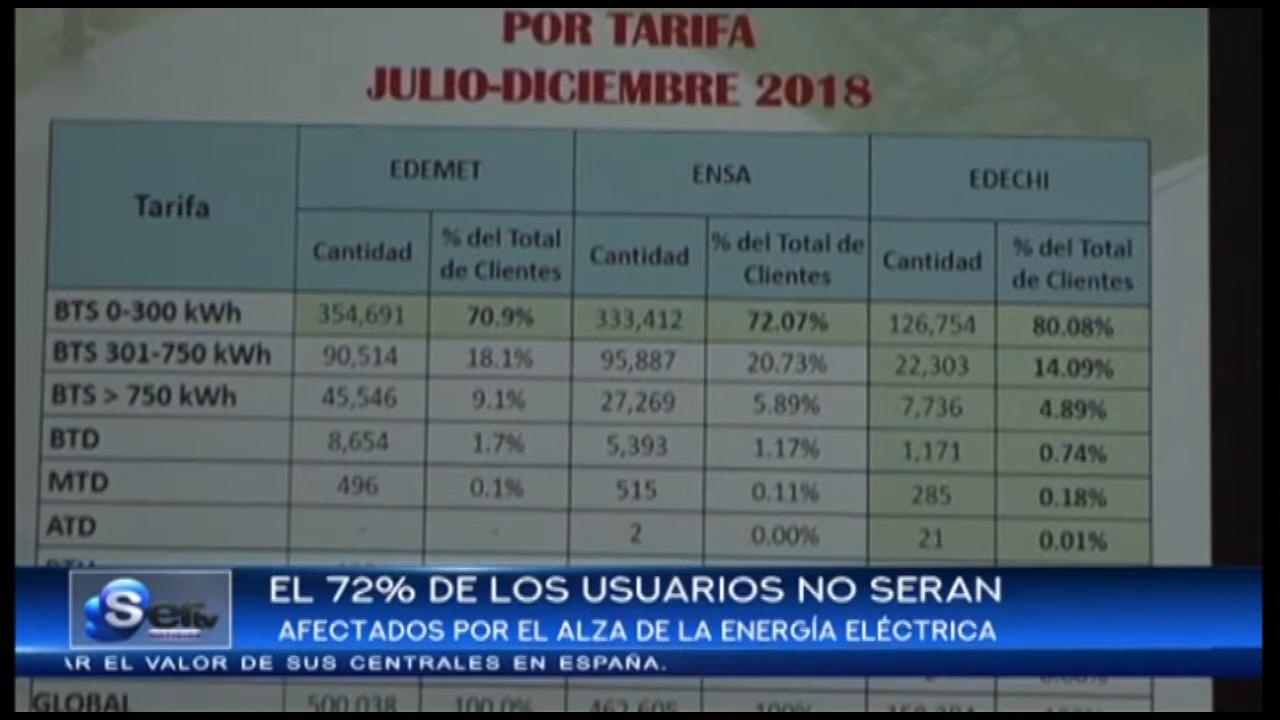 POR TARIFA
JULIO-DICIEMBRE 2018
Tarifa EDEMET ENSA EDECHI
Cantidad % del Total de Clientes Cantidad % del Total de Clientes Cantidad % del Total de Clientes
BTS 0-300 kWh 354,691 70.9% 333,412 72.07% 126,754 80.08%
BTS 301-750 kWh 90,514 18.1% 95,887 20.73% 22,303 14.09%
BTS > 750 kWh 45,546 9.1% 27,269 5.89% 7,736 4.89%
BTD 8,654 1.7% 5,393 1.17% 1,171 0.74%
MTD 496 0.1% 515 0.11% 285 0.18%
ATD - - 2 0.00% 21 0.01%
Sertv
NOTICIAS
EL 72% DE LOS USUARIOS NO SERAN
AFECTADOS POR EL ALZA DE LA ENERGÍA ELÉCTRICA
AR EL VALOR DE SUS CENTRALES EN ESPAÑA.
GLOBAL 500,038 100.0% 462,605 100%